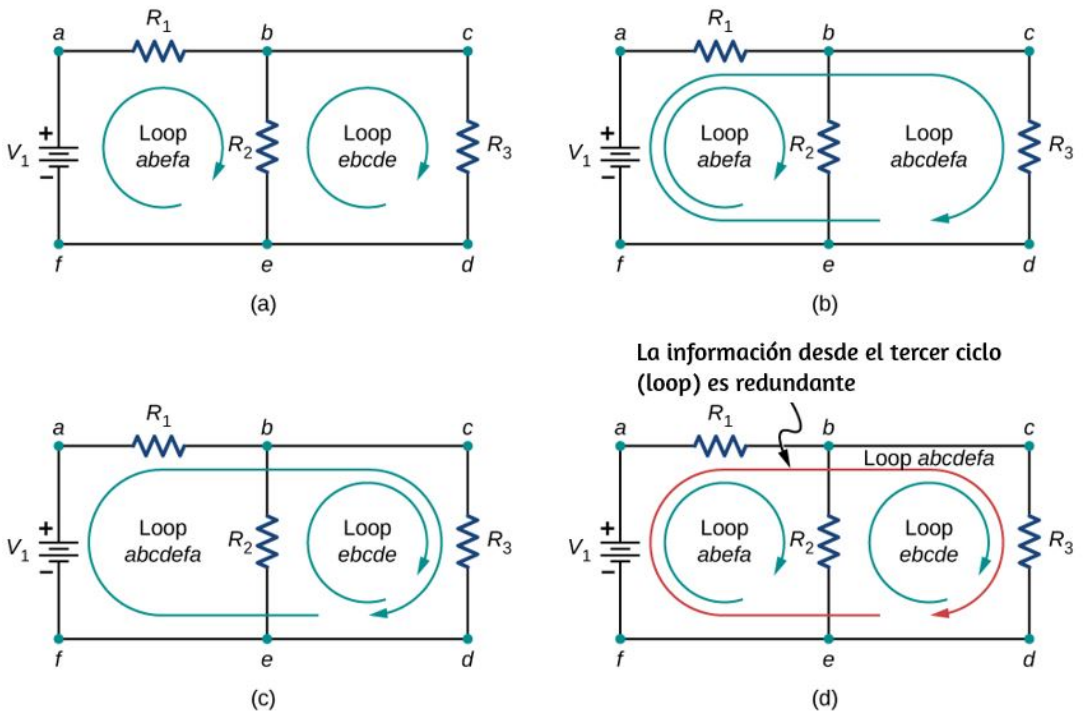 a R1 b c
+
V1
−
Loop
abefa
R2
Loop
ebcde
R3
f e d
(a)
a R1 b c
+
V1
−
Loop
abefa
R2
Loop
abcdefa
R3
f e d
(b)
a R1 b c
+
V1
−
Loop
abcdefa
R2
Loop
ebcde
R3
f e d
(c)
La información desde el tercer ciclo
(loop) es redundante
a R1 b c
Loop abcdefa
+
V1
−
Loop
abefa
R2
Loop
ebcde
R3
f e d
(d)